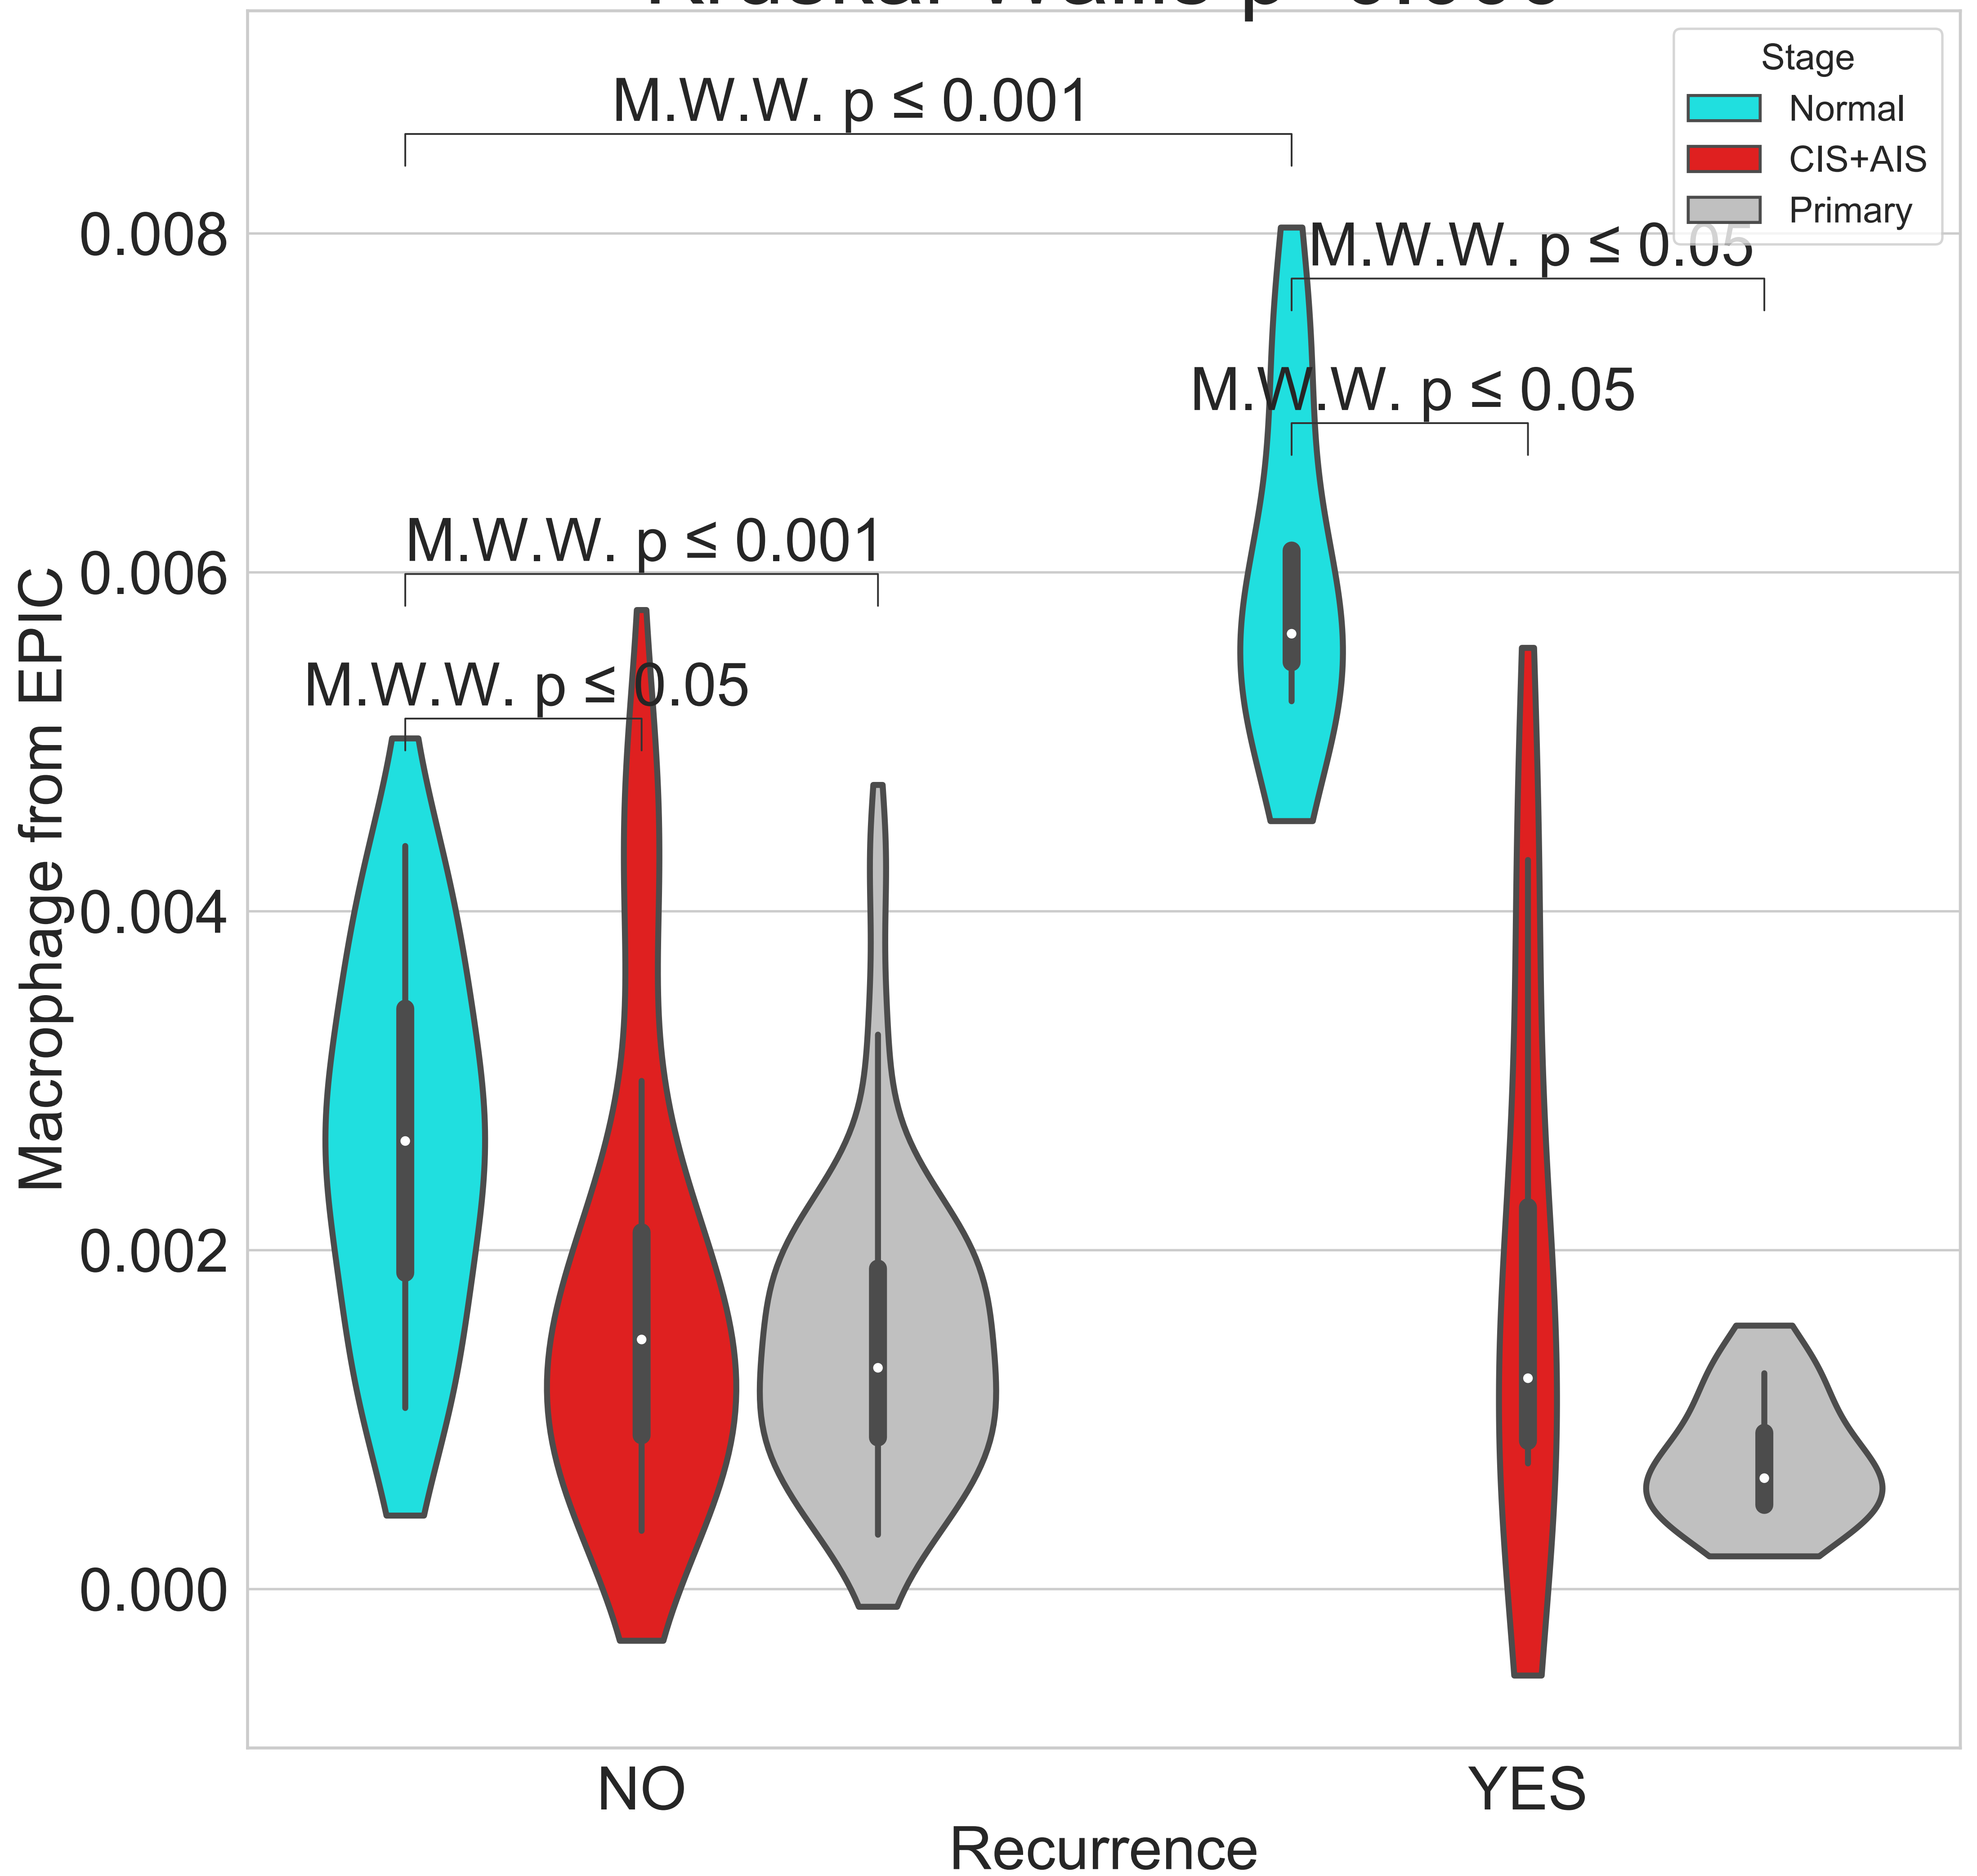 M.W.W. p ≤ 0.001
Stage
Normal
CIS+AIS
Primary
M.W.W. p ≤ 0.05
M.W.W. p ≤ 0.05
M.W.W. p ≤ 0.001
M.W.W. p ≤ 0.05
Macrophage from EPIC
0.008
0.006
0.004
0.002
0.000
NO
YES
Recurrence